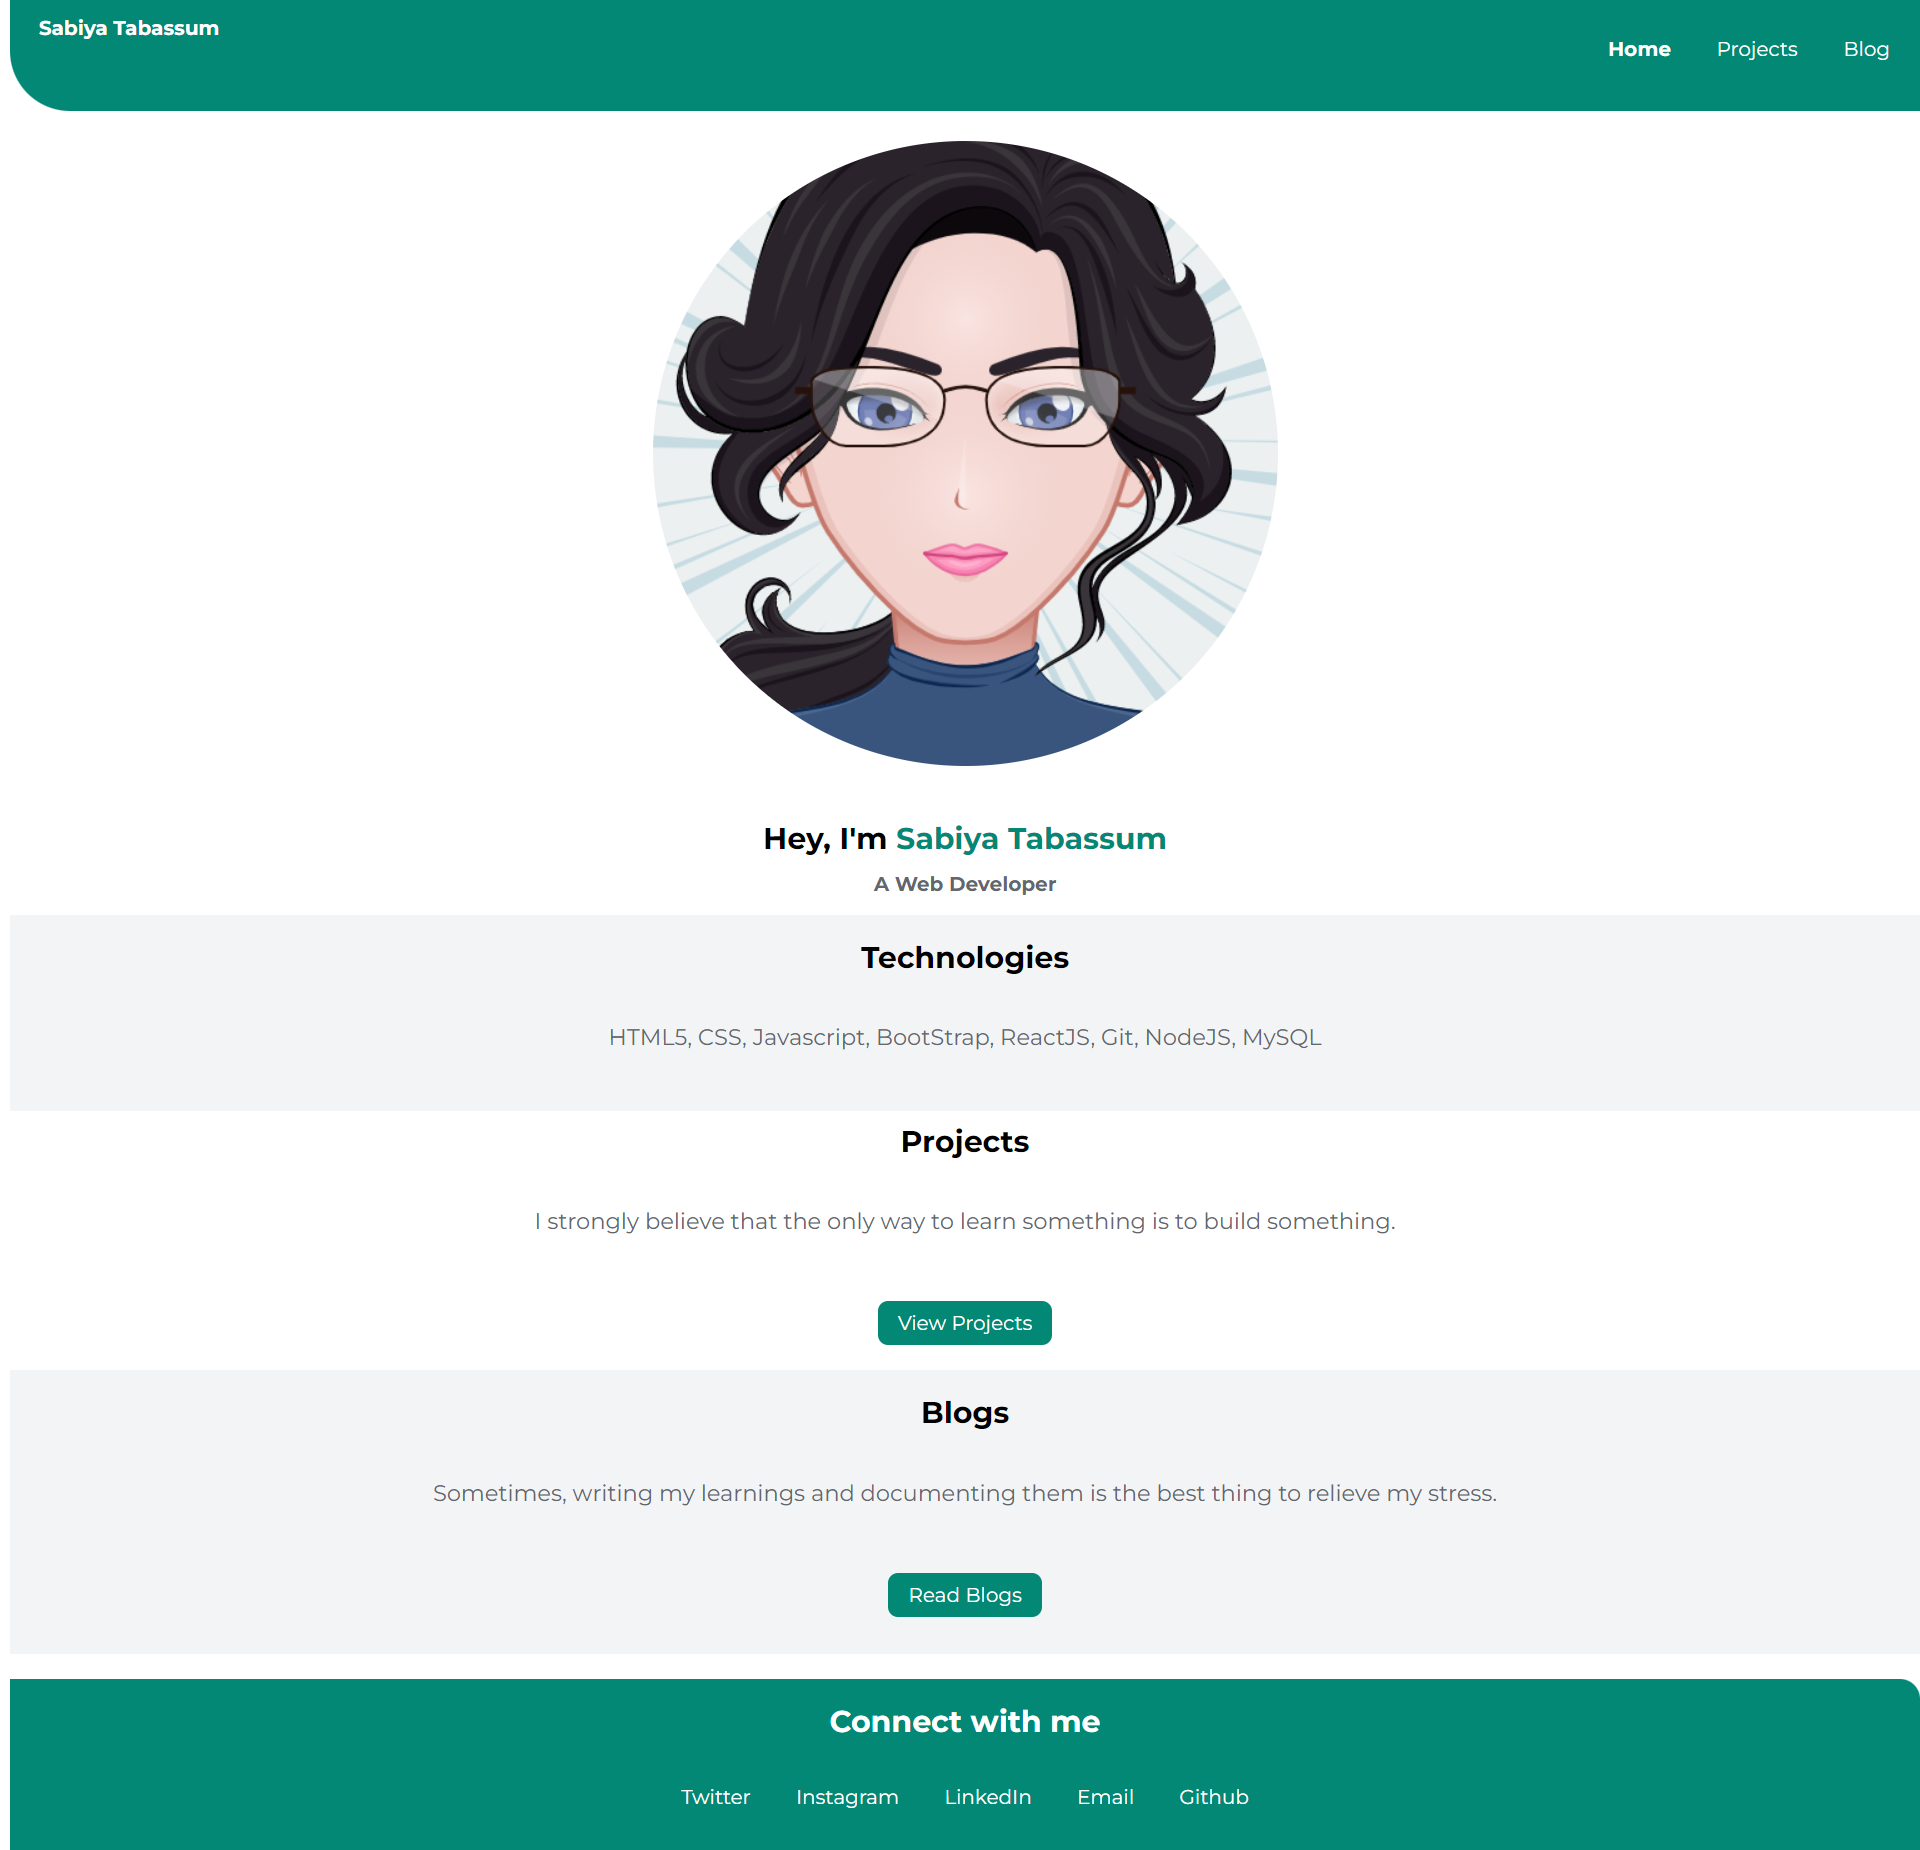 Sabiya Tabassum
Home Projects Blog
Hey, I'm Sabiya Tabassum
A Web Developer
Technologies
HTML5, CSS, Javascript, BootStrap, ReactJS, Git, NodeJS, MySQL
Projects
I strongly believe that the only way to learn something is to build something.
View Projects
Blogs
Sometimes, writing my learnings and documenting them is the best thing to relieve my stress.
Read Blogs
Connect with me
Twitter Instagram LinkedIn Email Github